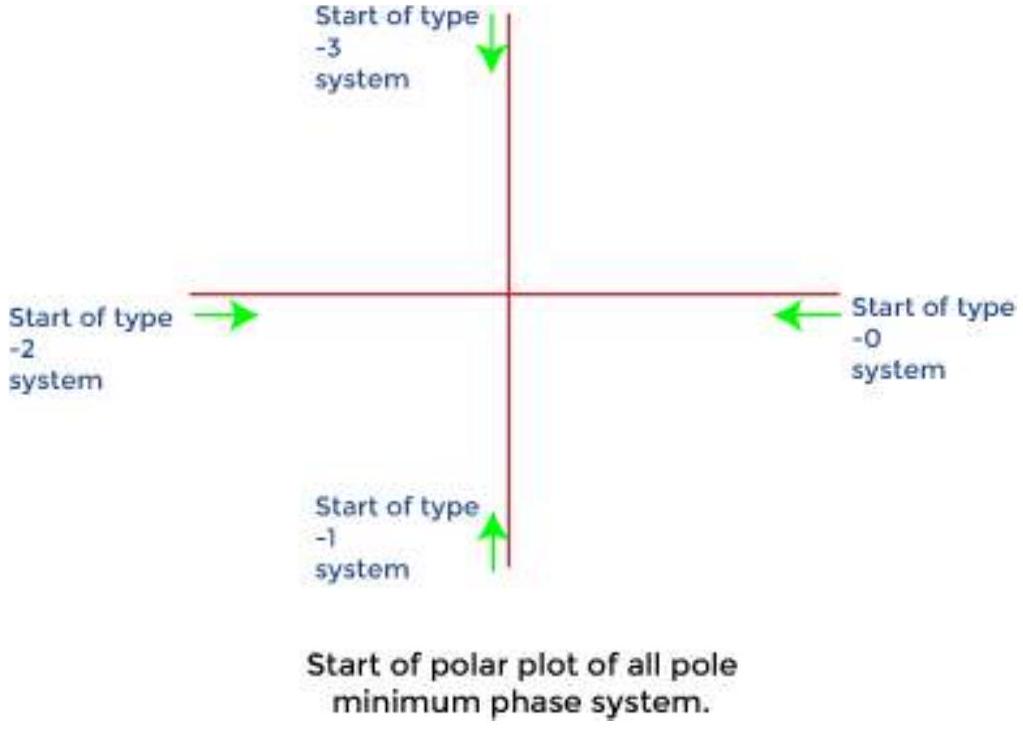 Start of type
-3
system
Start of type
-2
system
Start of type
-0
system
Start of type
-1
system
Start of polar plot of all pole
minimum phase system.